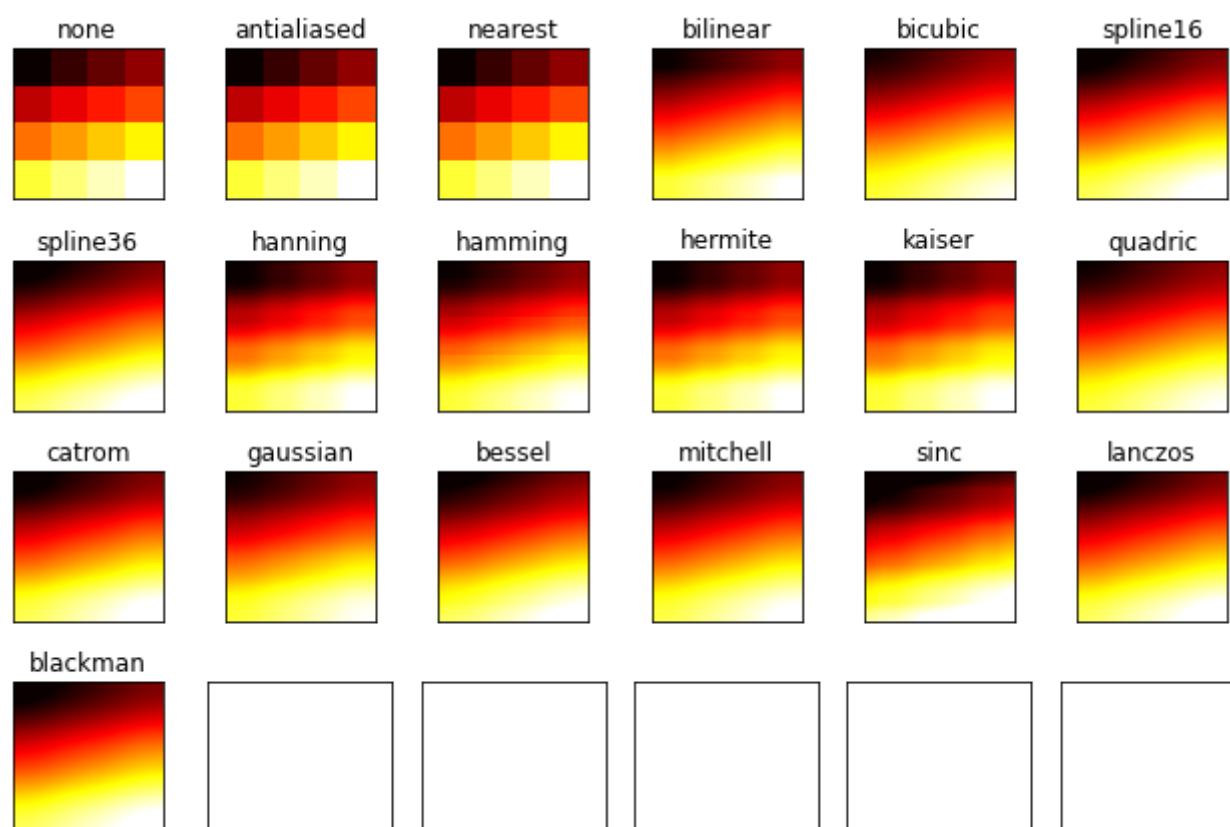 none antialiased nearest bilinear bicubic spline16
spline36 hanning hamming hermite kaiser quadric
catrom gaussian bessel mitchell sinc lanczos
blackman